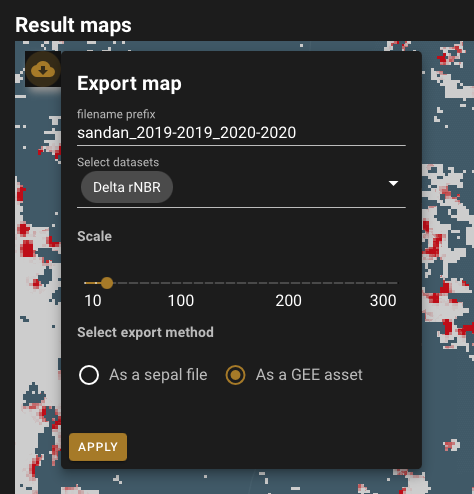 Result maps
Export map
filename prefix
sandan_2019-2019_2020-2020
Select datasets
Delta rNBR
Scale
10 100 200 300
Select export method
As a sepal file As a GEE asset
APPLY